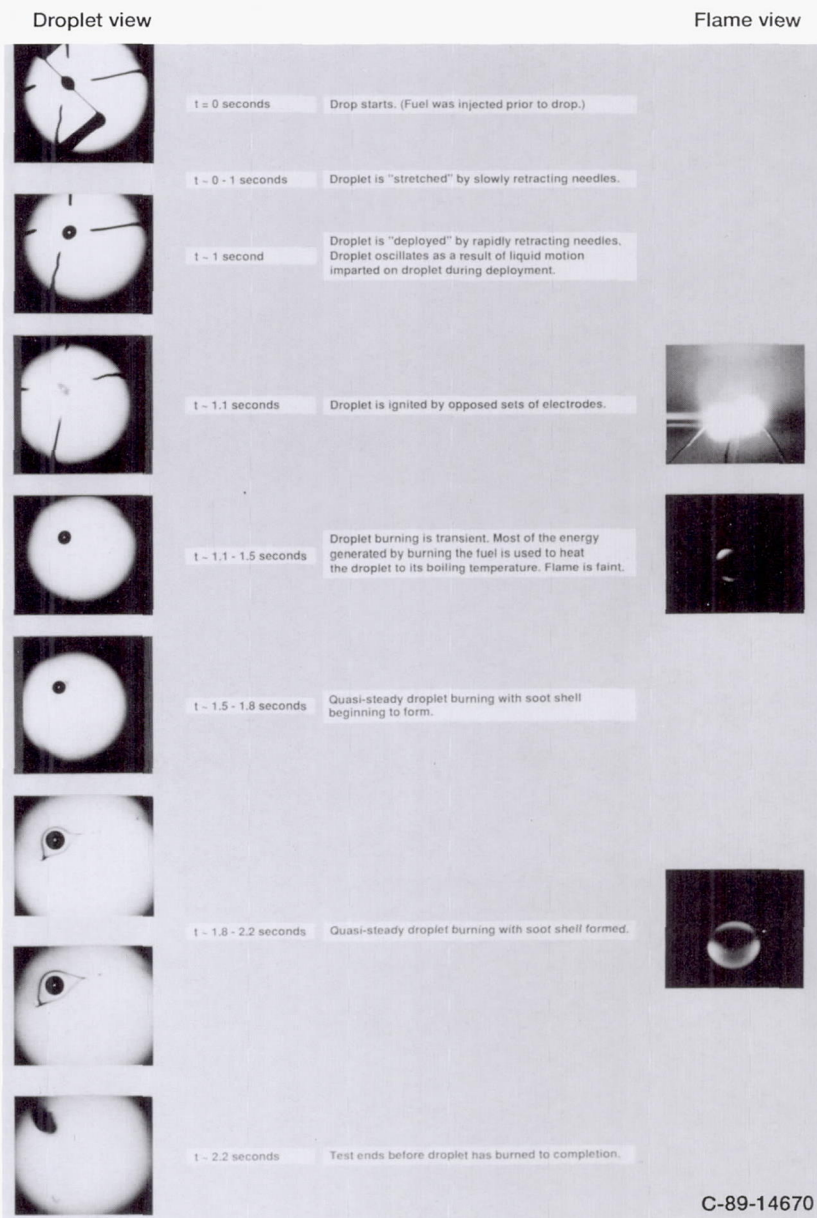 Droplet view
Flame view
t = 0 seconds
Drop starts. (Fuel was injected prior to drop.)
t ~ 0 - 1 seconds
Droplet is "stretched" by slowly retracting needles.
t ~ 1 second
Droplet is "deployed" by rapidly retracting needles.
Droplet oscillates as a result of liquid motion
imparted on droplet during deployment.
t ~ 1.1 seconds
Droplet is ignited by opposed sets of electrodes.
t ~ 1.1 - 1.5 seconds
Droplet burning is transient. Most of the energy
generated by burning the fuel is used to heat
the droplet to its boiling temperature. Flame is faint.
t ~ 1.5 - 1.8 seconds
Quasi-steady droplet burning with soot shell
beginning to form.
t ~ 1.8 - 2.2 seconds
Quasi-steady droplet burning with soot shell formed.
t ~ 2.2 seconds
Test ends before droplet has burned to completion.
C-89-14670